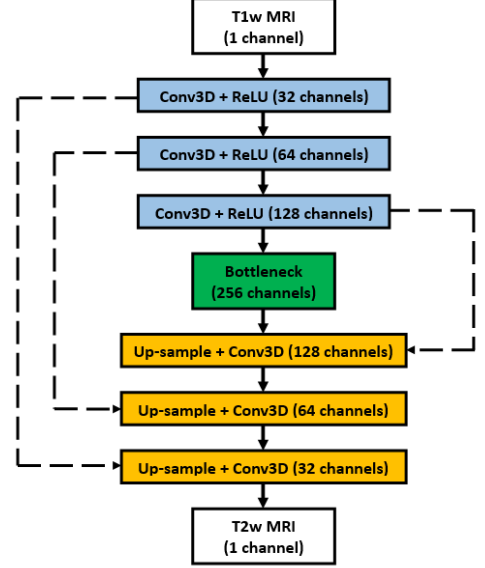 T1w MRI
(1 channel)
Conv3D + ReLU (32 channels)
Conv3D + ReLU (64 channels)
Conv3D + ReLU (128 channels)
Bottleneck
(256 channels)
Up-sample + Conv3D (128 channels)
Up-sample + Conv3D (64 channels)
Up-sample + Conv3D (32 channels)
T2w MRI
(1 channel)